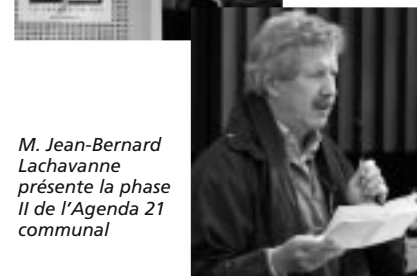 M. Jean-Bernard
Lachavanne
présente la phase
II de l'Agenda 21
communal